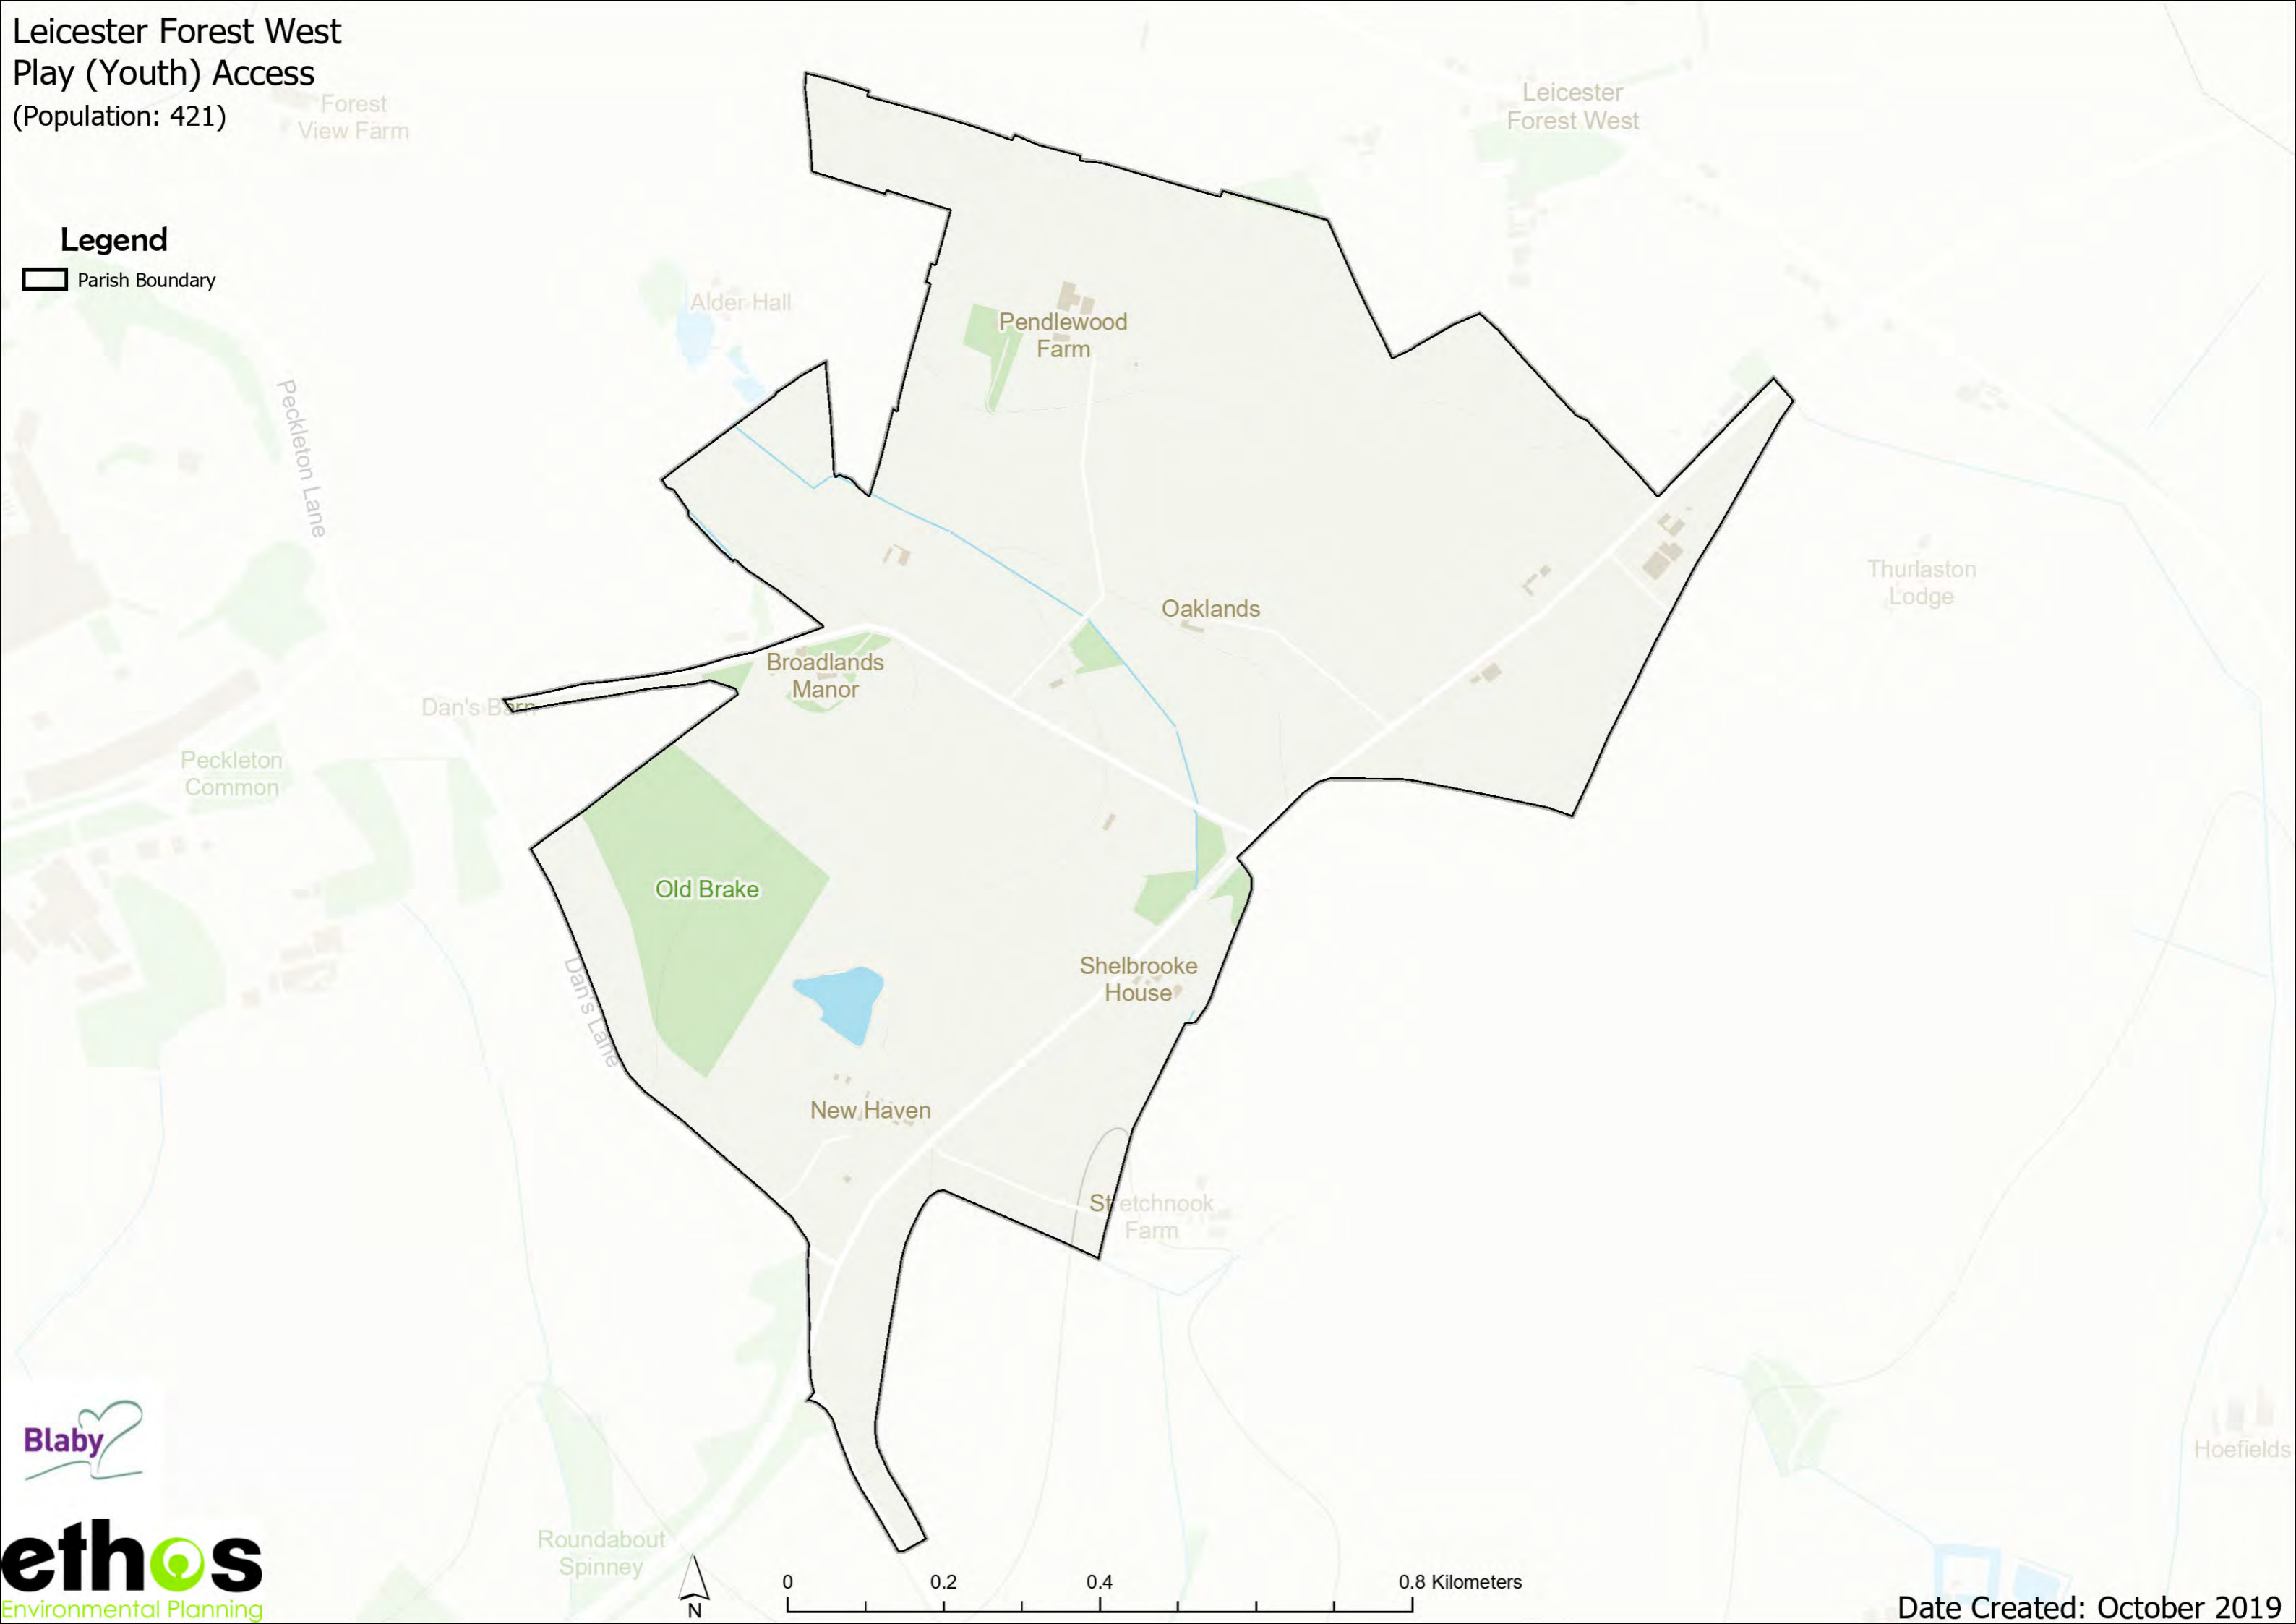 Leicester Forest West
Play (Youth) Access
(Population: 421)
Forest
View Farm
Leicester
Forest West
Legend
Parish Boundary
Alder Hall
Pendlewood
Farm
Peckleton Lane
Thurlaston
Lodge
Oaklands
Broadlands
Manor
Dan's Barn
Peckleton
Common
Old Brake
Dan's Lane
Shelbrooke
House
New Haven
Stretchnook
Farm
Hoefields
Blaby
ethos
Environmental Planning
Roundabout
Spinney
N
0 0.2 0.4 0.8 Kilometers
Date Created: October 2019